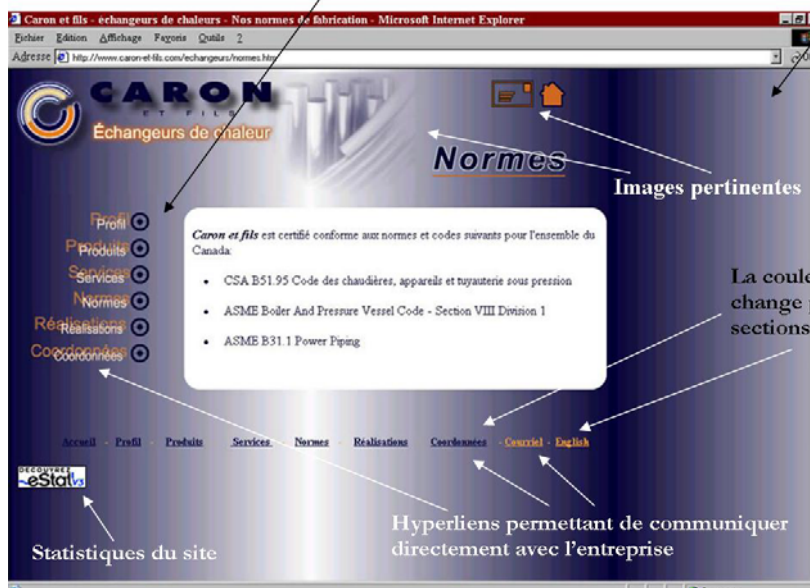 Caron et fils - échangeurs de chaleurs - Nos normes de fabrication - Microsoft Internet Explorer
Fichier Edition Affichage Favoris Outils ?
Adresse http://www.caron-et-fils.com/echangeurs/normes.htm
CARON
ET FILS
Échangeurs de chaleur
Normes
Images pertinentes
Profil
Produits
Services
Normes
Réalisations
Coordonnées
Caron et fils est certifié conforme aux normes et codes suivants pour l'ensemble du
Canada:
• CSA B51.95 Code des chaudières, appareils et tuyauterie sous pression
• ASME Boiler And Pressure Vessel Code - Section VIII Division 1
• ASME B31.1 Power Piping
La coule
change
sections
Accueil - Profil - Produits Services Normes - Réalisations Coordonnées - Courriel - English
DECOUVREZ
eStat
Hyperliens permettant de communiquer
directement avec l'entreprise
Statistiques du site